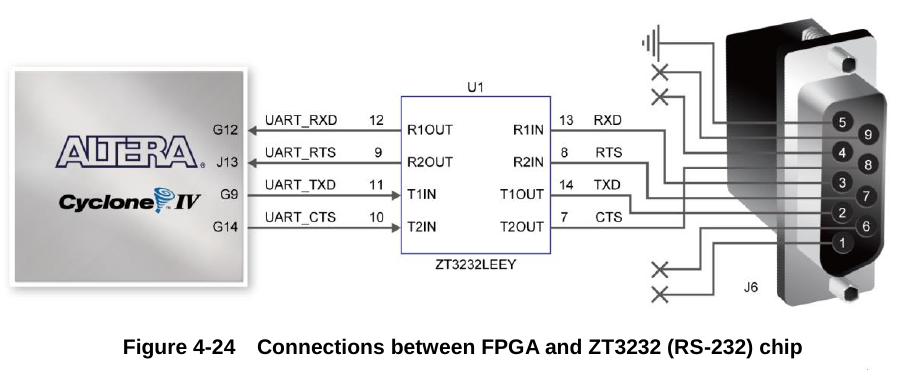 U1
G12 UART_RXD 12 R1OUT R1IN 13 RXD
J13 UART_RTS 9 R2OUT R2IN 8 RTS
G9 UART_TXD 11 T1IN T1OUT 14 TXD
G14 UART_CTS 10 T2IN T2OUT 7 CTS
ALTERA®
Cyclone IV
ZT3232LEEY
5
9
4
8
3
7
2
6
1
J6
Figure 4-24 Connections between FPGA and ZT3232 (RS-232) chip